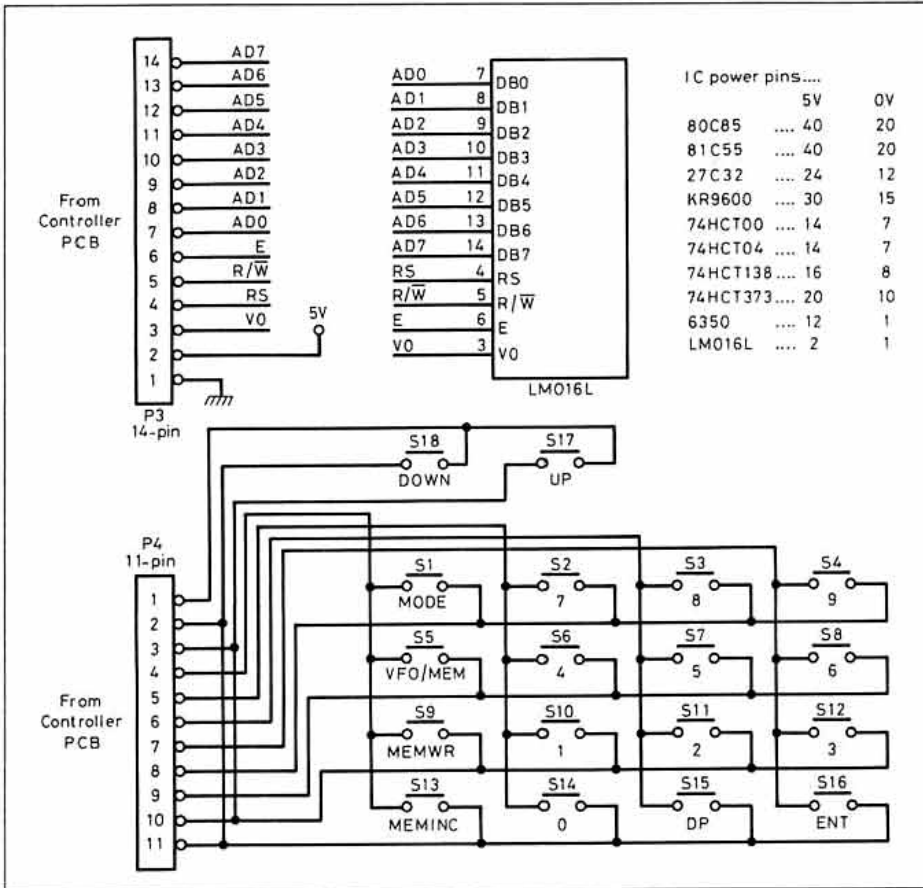 14 AD7
13 AD6
12 AD5
11 AD4
10 AD3
9 AD2
8 AD1
7 AD0
6 E
5 R/W̅
4 RS
3 V0
2
1
5V
From
Controller
PCB
P3
14-pin
AD0 7 DB0
AD1 8 DB1
AD2 9 DB2
AD3 10 DB3
AD4 11 DB4
AD5 12 DB5
AD6 13 DB6
AD7 14 DB7
RS 4 RS
R/W̅ 5 R/W̅
E 6 E
V0 3 V0
LM016L
IC power pins....
5V 0V
80C85 .... 40 20
81C55 .... 40 20
27C32 .... 24 12
KR9600 .... 30 15
74HCT00 .... 14 7
74HCT04 .... 14 7
74HCT138 .... 16 8
74HCT373 .... 20 10
6350 .... 12 1
LM016L .... 2 1
S18 S17
DOWN UP
P4
11-pin
1
2
3
4
5
6
7
8
9
10
11
From
Controller
PCB
S1 S2 S3 S4
MODE 7 8 9
S5 S6 S7 S8
VFO/MEM 4 5 6
S9 S10 S11 S12
MEMWR 1 2 3
S13 S14 S15 S16
MEMINC 0 DP ENT